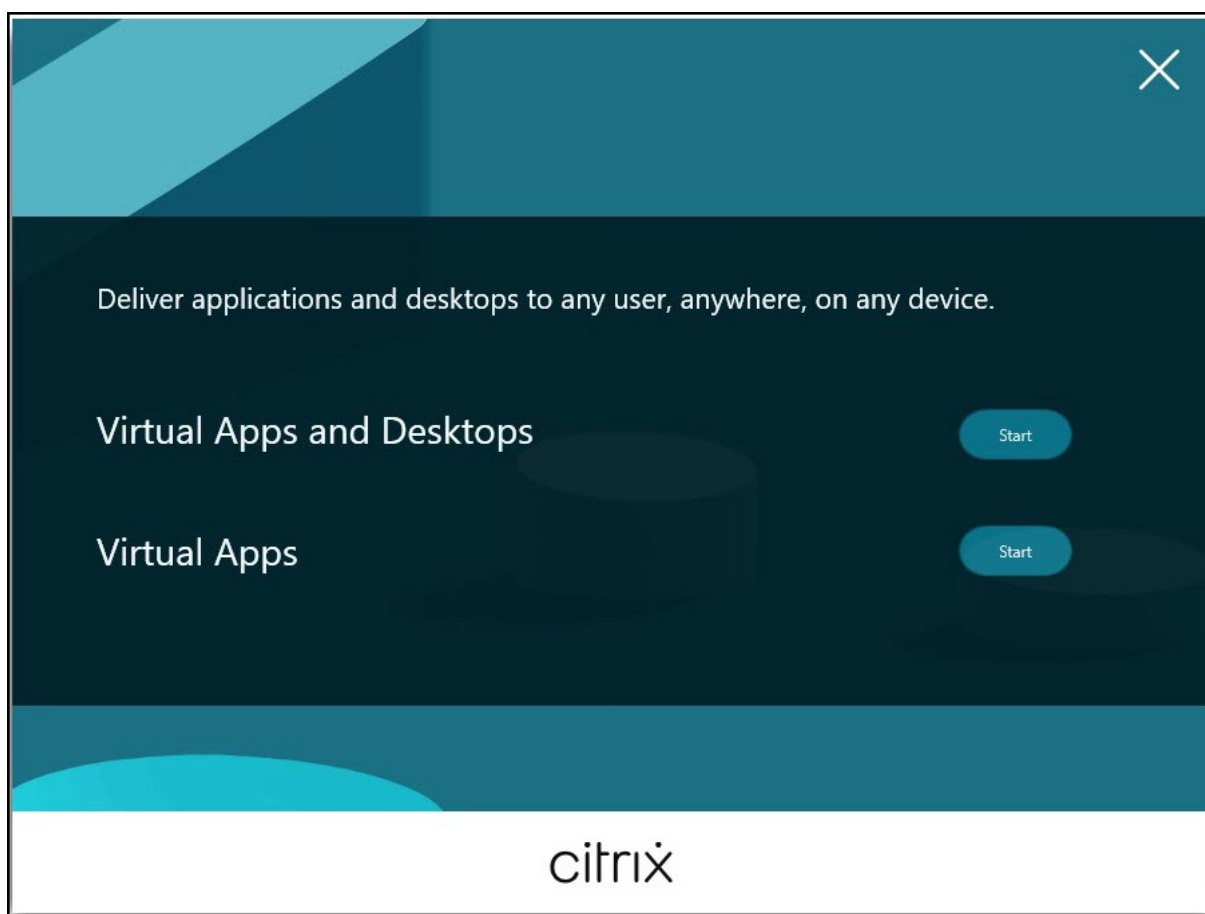 Deliver applications and desktops to any user, anywhere, on any device.
Virtual Apps and Desktops
Start
Virtual Apps
Start
citrix